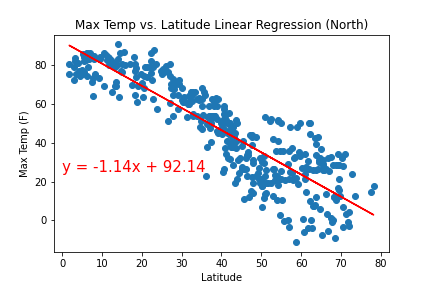 Max Temp vs. Latitude Linear Regression (North)
Max Temp (F)
80
60
40
20
0
y = -1.14x + 92.14
0 10 20 30 40 50 60 70 80
Latitude